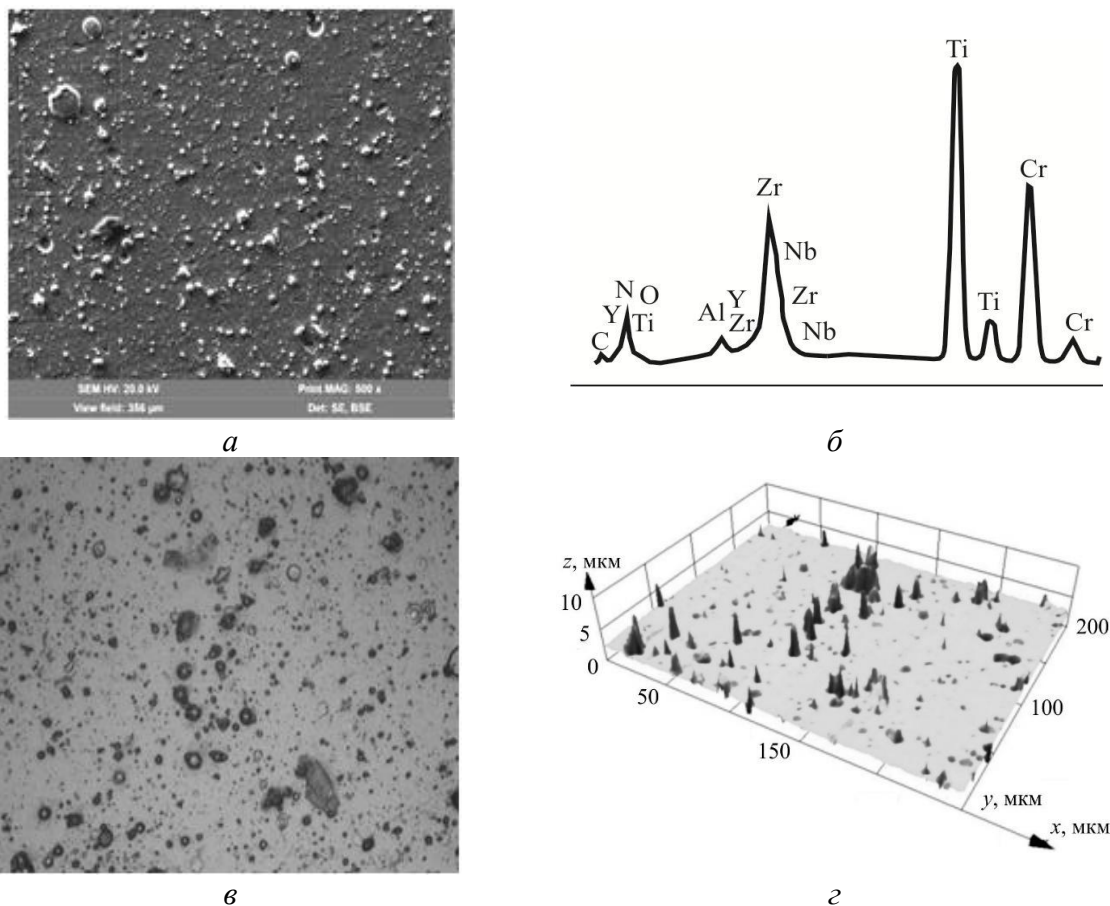 SEM HV: 20.0 kV
Print MAG: 500 x
View field: 356 µm
Det: SE, BSE
а
Ti
Cr
Zr
Nb
N O
Y Ti
C
Al Y
Zr
Zr
Nb
Ti
Cr
б
в
z, мкм
10
5
0
50
150
200
100
y, мкм
x, мкм
г